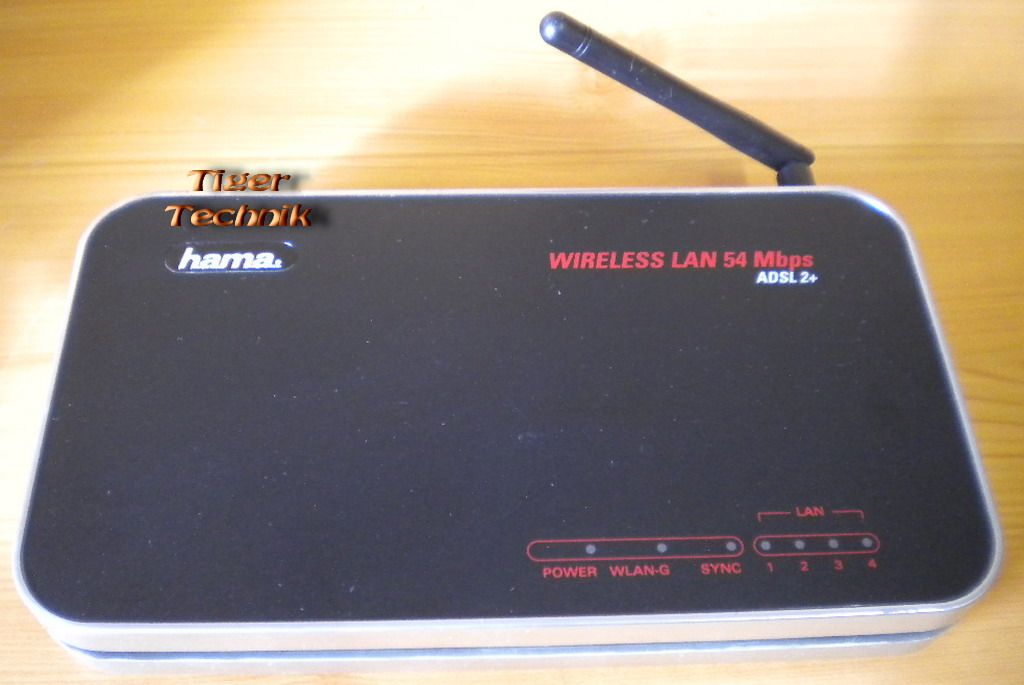 Tiger
Technik
hama
WIRELESS LAN 54 Mbps
ADSL 2+
LAN
POWER WLAN-G SYNC 1 2 3 4